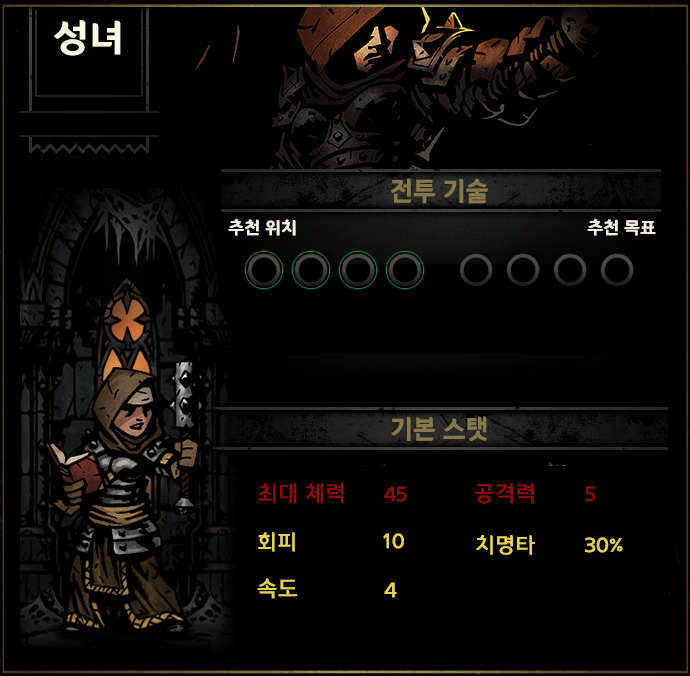 성녀
전투 기술
추천 위치 추천 목표
기본 스탯
최대 체력 45 공격력 5
회피 10 치명타 30%
속도 4